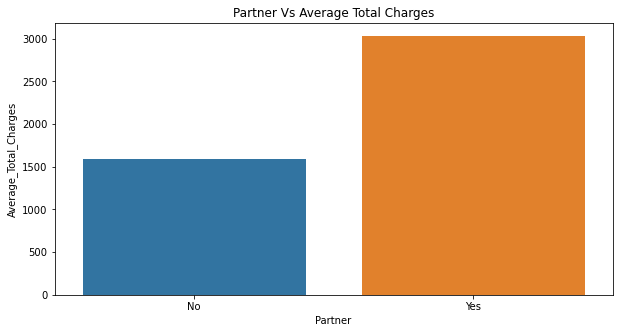 Partner Vs Average Total Charges
Average_Total_Charges
3000
2500
2000
1500
1000
500
0
No
Yes
Partner